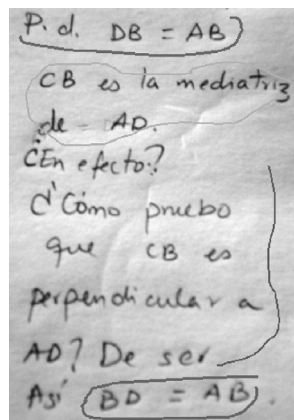 P.d. DB = AB
CB es la mediatriz
de AD.
¿En efecto?
¿Cómo pruebo
que CB es
perpendicular a
AD? De ser
Así BD = AB.